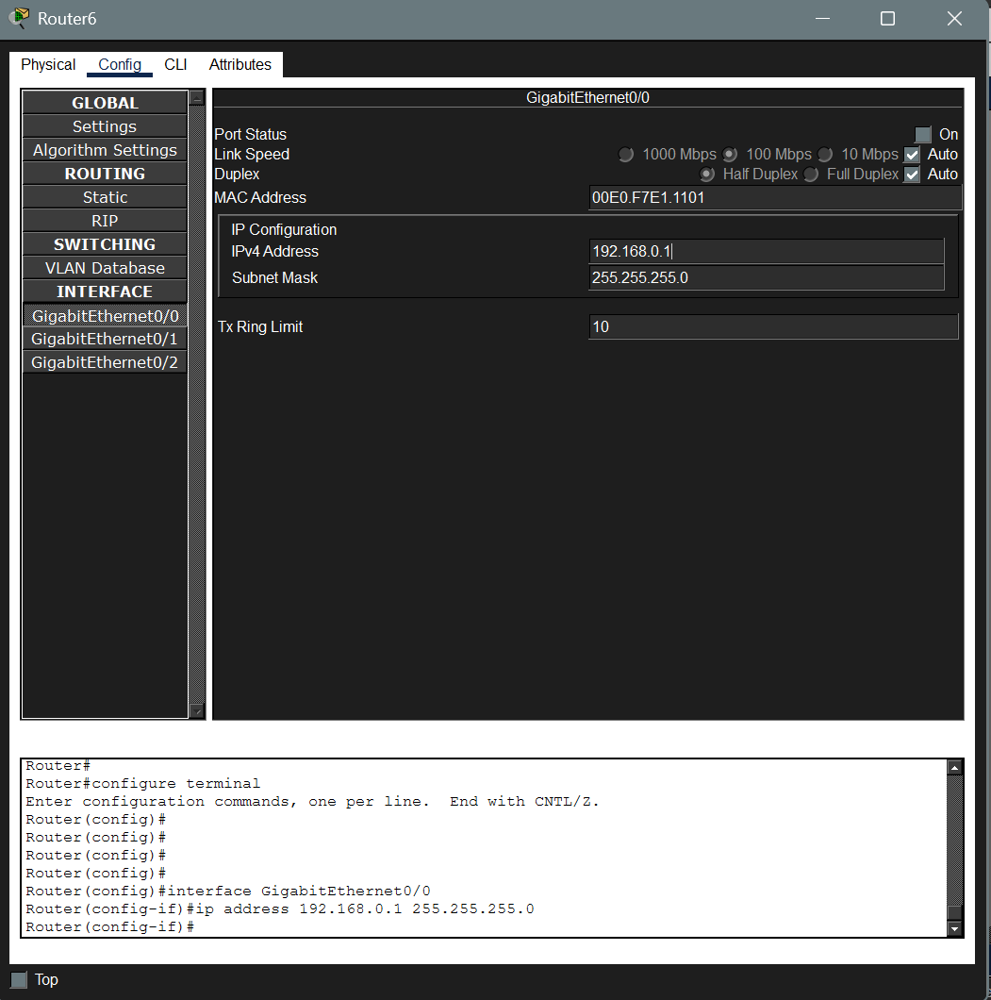 Router6
Physical Config CLI Attributes
GLOBAL
Settings
Algorithm Settings
ROUTING
Static
RIP
SWITCHING
VLAN Database
INTERFACE
GigabitEthernet0/0
GigabitEthernet0/1
GigabitEthernet0/2
GigabitEthernet0/0
Port Status On
Link Speed 1000 Mbps 100 Mbps 10 Mbps Auto
Duplex Half Duplex Full Duplex Auto
MAC Address 00E0.F7E1.1101
IP Configuration
IPv4 Address 192.168.0.1
Subnet Mask 255.255.255.0
Tx Ring Limit 10
Router#
Router#configure terminal
Enter configuration commands, one per line.  End with CNTL/Z.
Router(config)#
Router(config)#
Router(config)#
Router(config)#
Router(config)#interface GigabitEthernet0/0
Router(config-if)#ip address 192.168.0.1 255.255.255.0
Router(config-if)#
Top